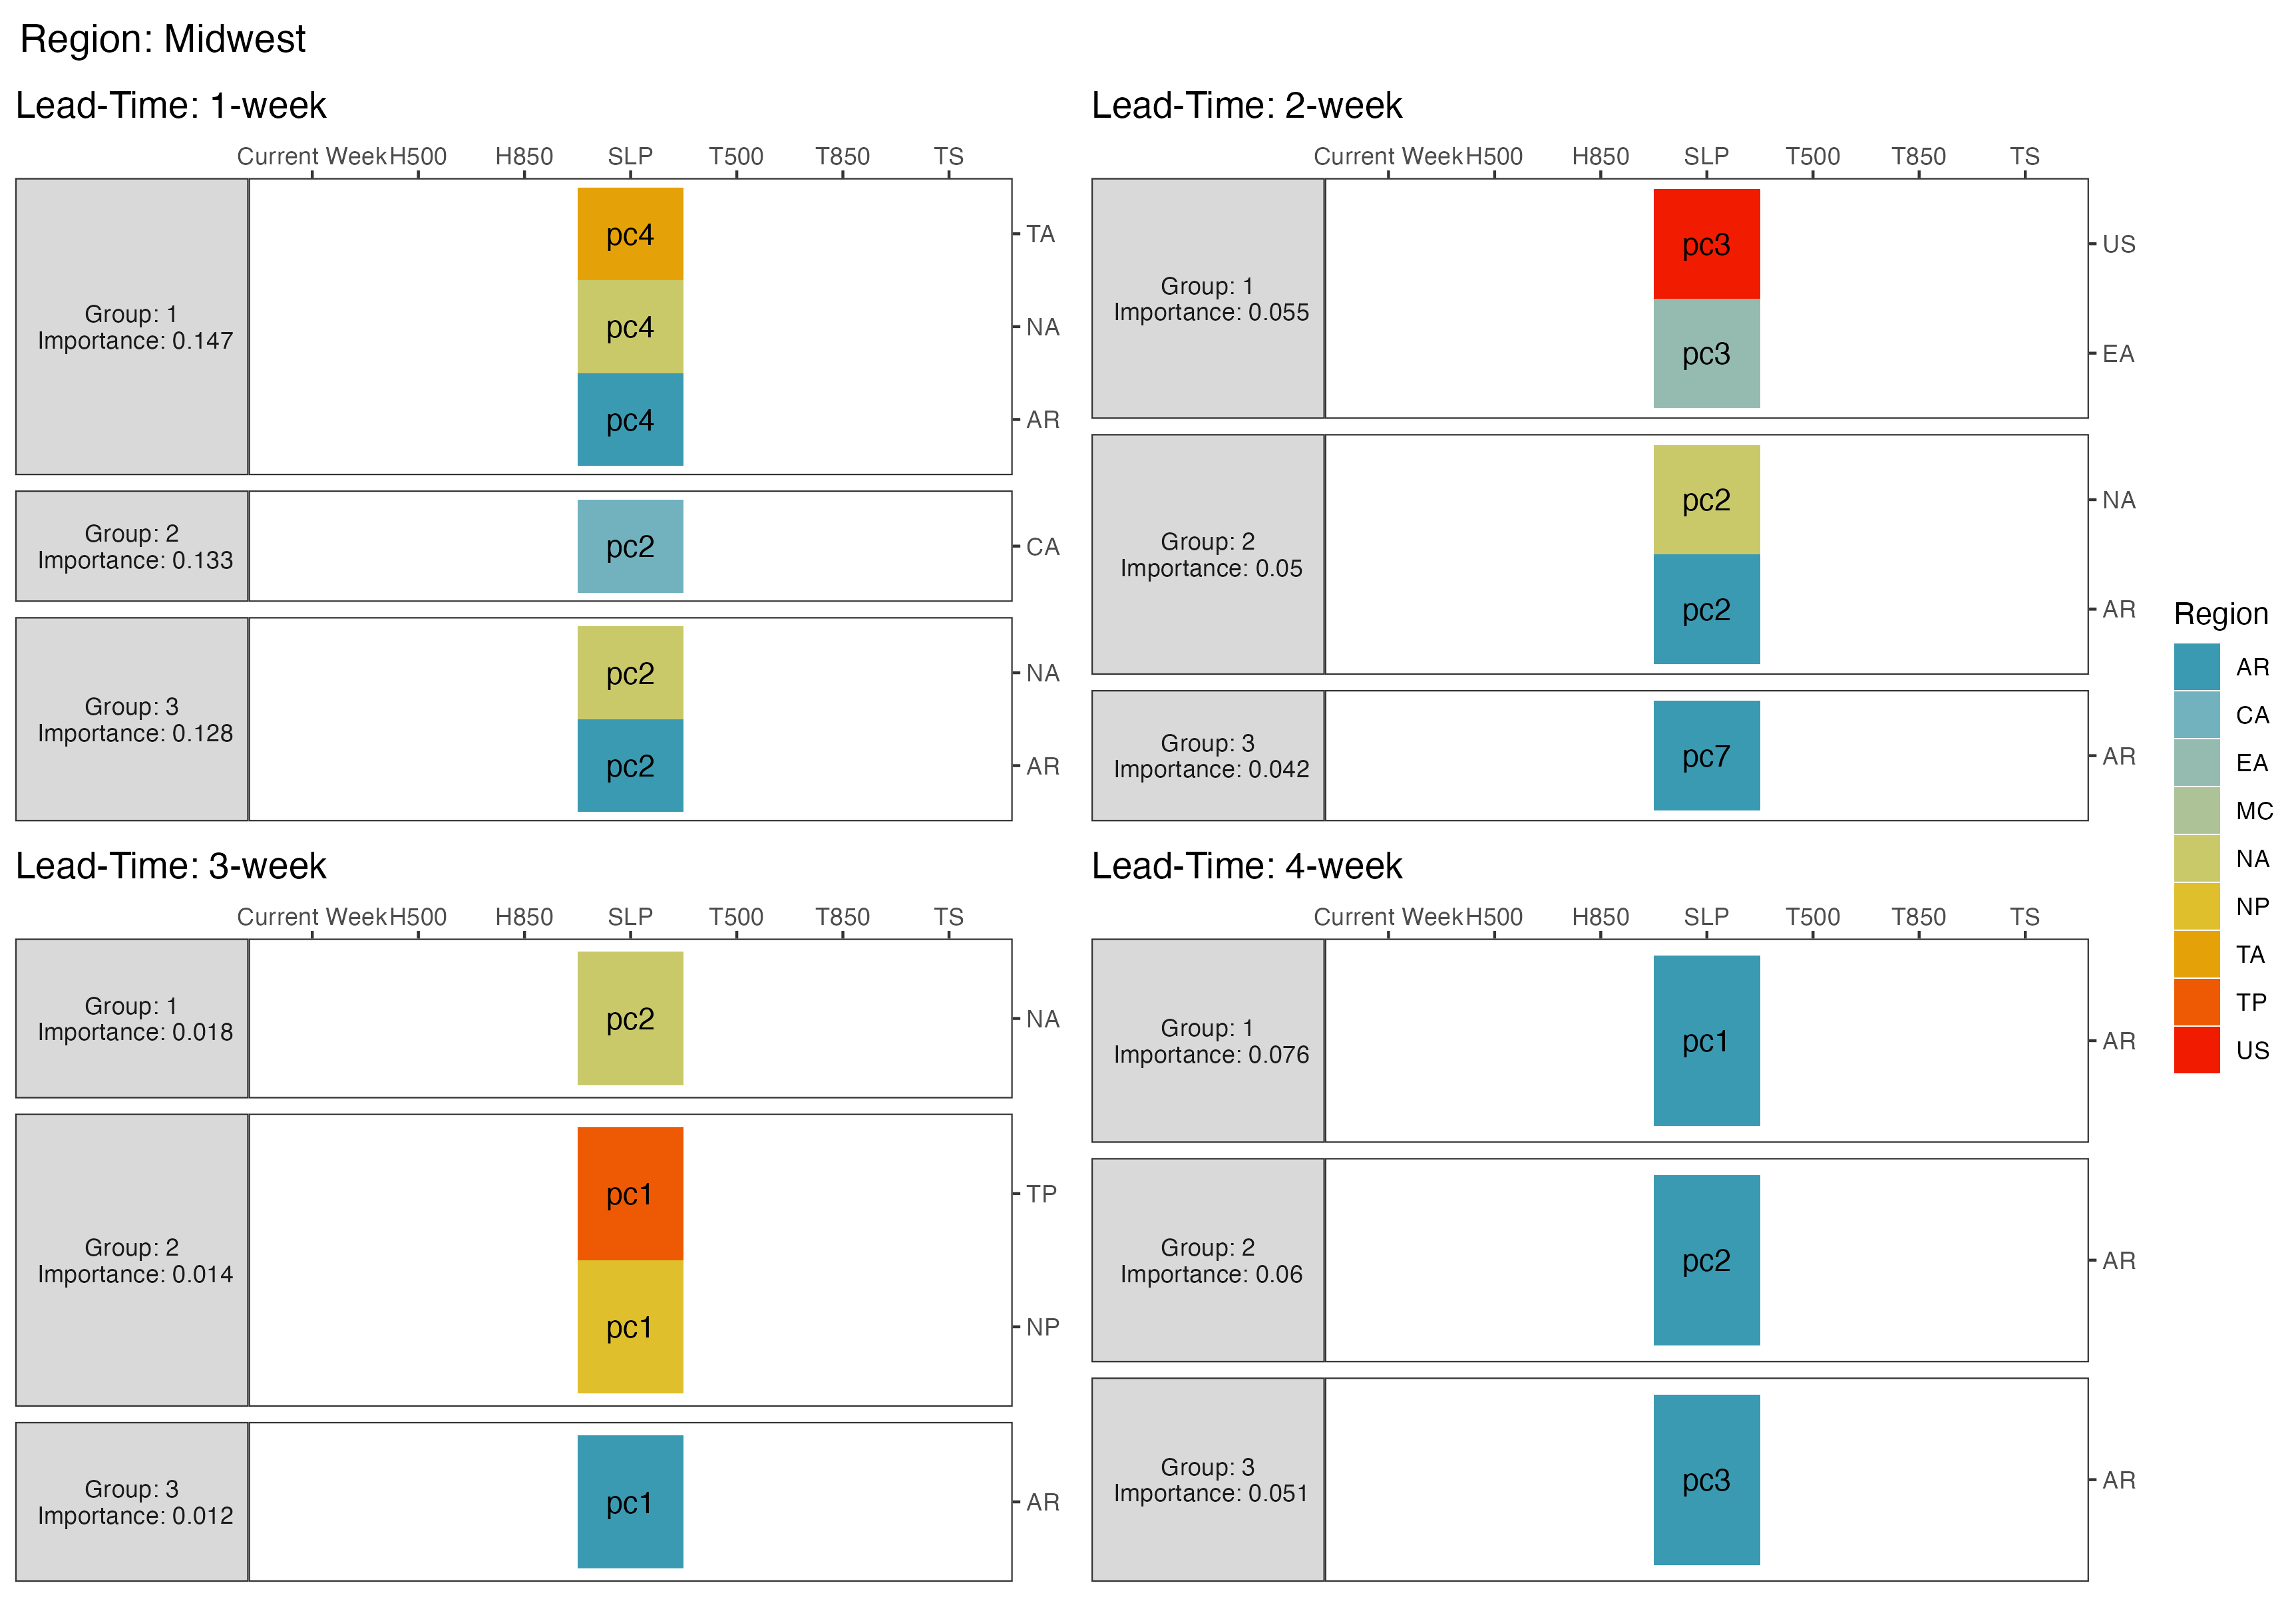 Region: Midwest
Lead-Time: 1-week
Current Week H500 H850 SLP T500 T850 TS
Group: 1
Importance: 0.147
pc4 TA
pc4 NA
pc4 AR
Group: 2
Importance: 0.133
pc2 CA
Group: 3
Importance: 0.128
pc2 NA
pc2 AR
Lead-Time: 2-week
Current Week H500 H850 SLP T500 T850 TS
Group: 1
Importance: 0.055
pc3 US
pc3 EA
Group: 2
Importance: 0.05
pc2 NA
pc2 AR
Group: 3
Importance: 0.042
pc7 AR
Lead-Time: 3-week
Current Week H500 H850 SLP T500 T850 TS
Group: 1
Importance: 0.018
pc2 NA
Group: 2
Importance: 0.014
pc1 TP
pc1 NP
Group: 3
Importance: 0.012
pc1 AR
Lead-Time: 4-week
Current Week H500 H850 SLP T500 T850 TS
Group: 1
Importance: 0.076
pc1 AR
Group: 2
Importance: 0.06
pc2 AR
Group: 3
Importance: 0.051
pc3 AR
Region
AR
CA
EA
MC
NA
NP
TA
TP
US